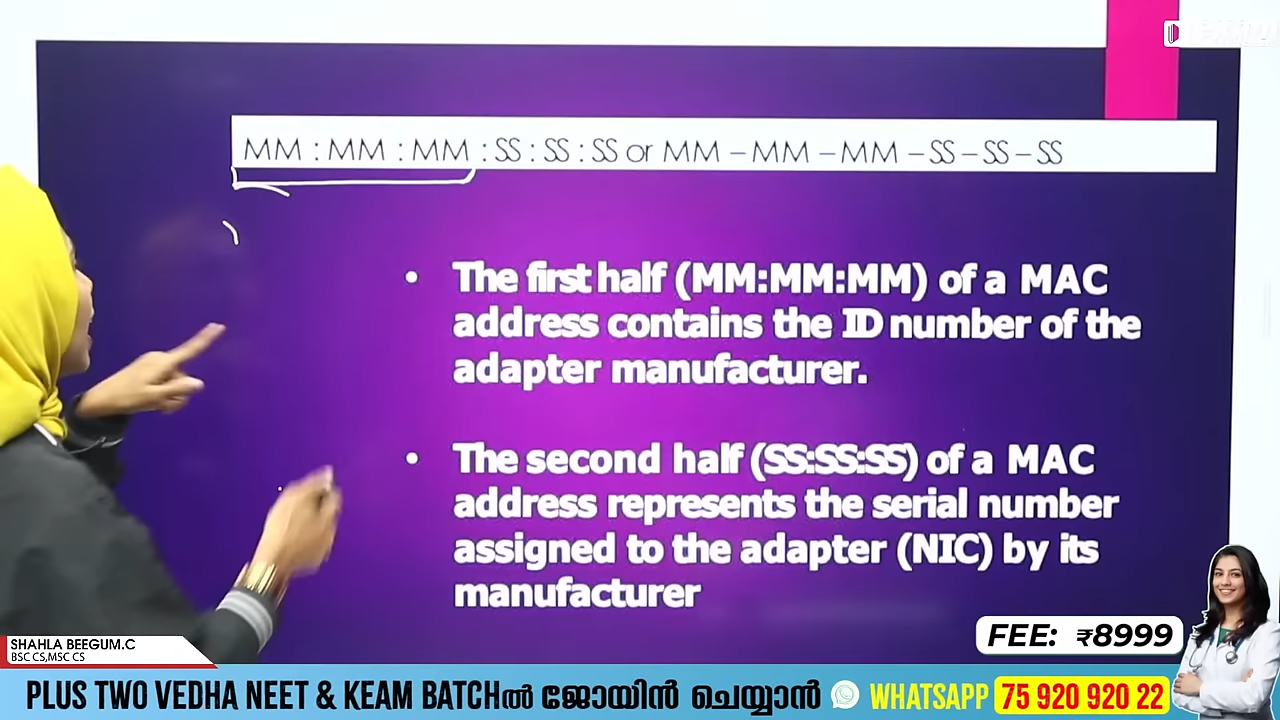 MM : MM : MM : SS : SS : SS or MM – MM – MM – SS – SS – SS
• The first half (MM:MM:MM) of a MAC
address contains the ID number of the
adapter manufacturer.
• The second half (SS:SS:SS) of a MAC
address represents the serial number
assigned to the adapter (NIC) by its
manufacturer
FEE: ₹8999
SHAHLA BEEGUM.C
BSC CS,MSC CS
PLUS TWO VEDHA NEET & KEAM BATCHൽ ജോയിൻ ചെയ്യാൻ WHATSAPP 75 920 920 22